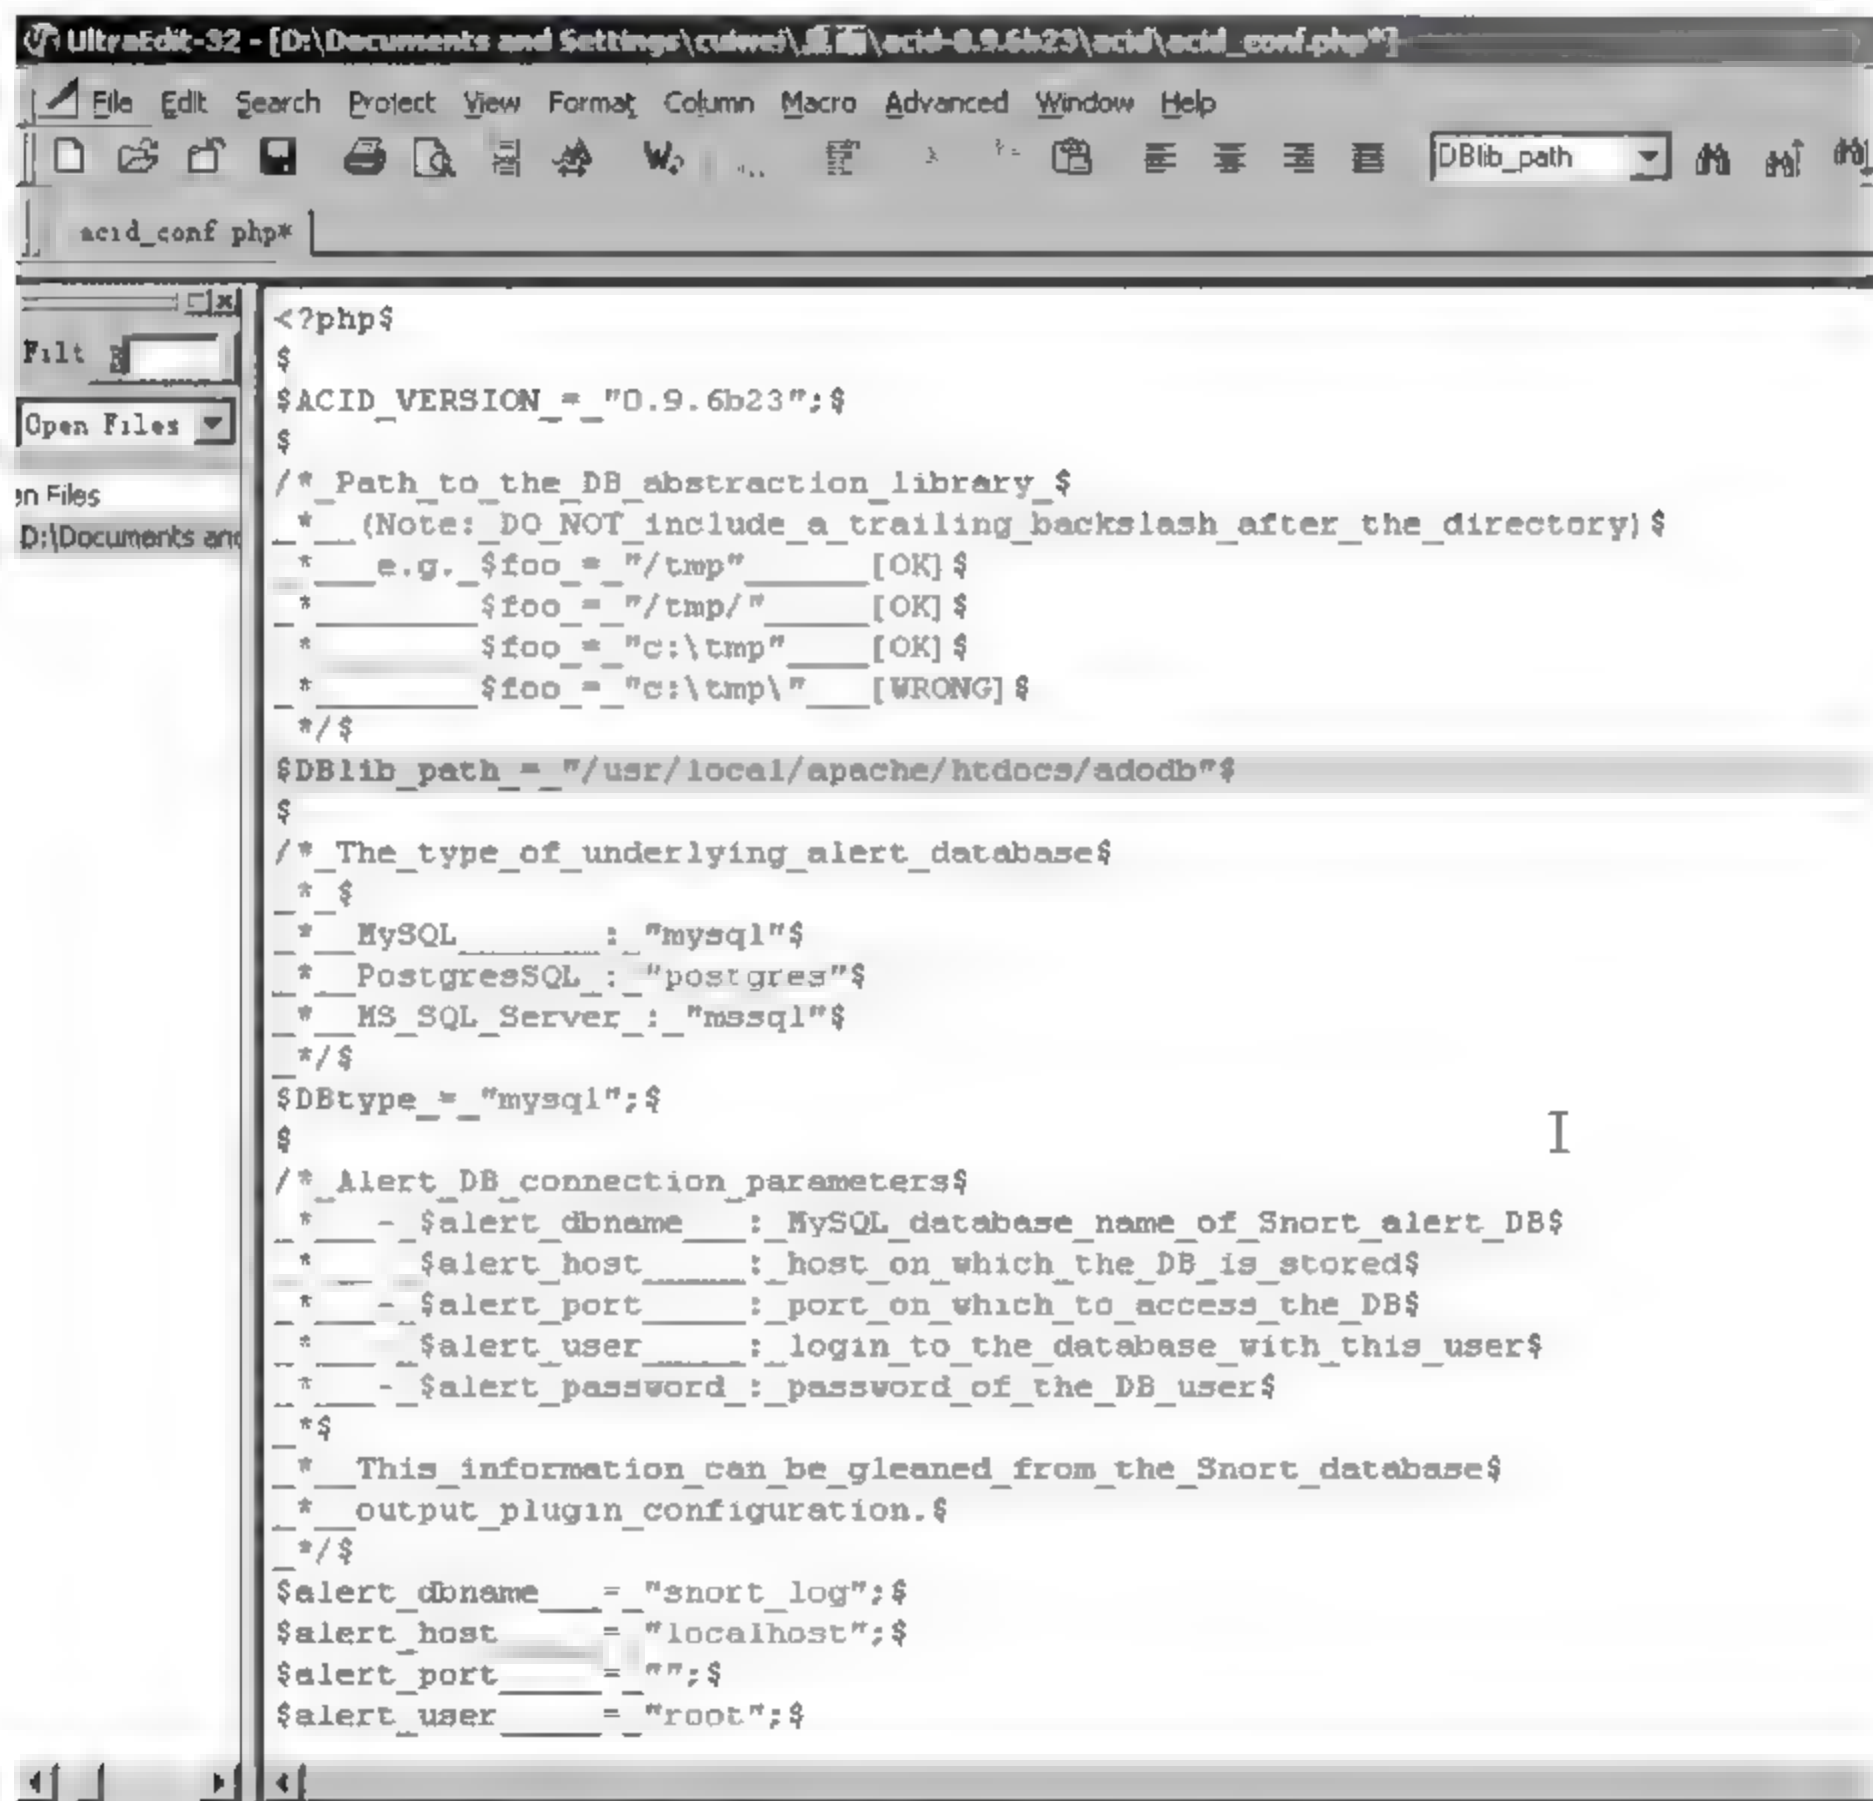 UltraEdit-32 - [D:\Documents and Settings\cuiwei\桌面\acid-0.9.6b23\acid\acid_conf.php*]
File Edit Search Project View Format Column Macro Advanced Window Help
DBlib_path
acid_conf php*
Filt
Open Files
en Files
D:\Documents and
<?php$
$
$ACID_VERSION_=_"0.9.6b23";$
$
/*_Path_to_the_DB_abstraction_library_$
_*__(Note:_DO_NOT_include_a_trailing_backslash_after_the_directory)$
_*___e.g._$foo_=_"/tmp"______[OK]$
_*________$foo_=_"/tmp/"_____[OK]$
_*________$foo_=_"c:\tmp"____[OK]$
_*________$foo_=_"c:\tmp\"___[WRONG]$
_*/$
$DBlib_path_=_"/usr/local/apache/htdocs/adodb"$
$
/*_The_type_of_underlying_alert_database$
_*_$
_*__MySQL_______:_"mysql"$
_*__PostgresSQL_:_"postgres"$
_*__MS_SQL_Server_:_"mssql"$
_*/$
$DBtype_=_"mysql";$
$
/*_Alert_DB_connection_parameters$
_*___-_$alert_dbname___:_MySQL_database_name_of_Snort_alert_DB$
_*___-_$alert_host_____:_host_on_which_the_DB_is_stored$
_*___-_$alert_port_____:_port_on_which_to_access_the_DB$
_*___-_$alert_user_____:_login_to_the_database_with_this_user$
_*___-_$alert_password_:_password_of_the_DB_user$
_*$
_*__This_information_can_be_gleaned_from_the_Snort_database$
_*__output_plugin_configuration.$
_*/$
$alert_dbname___=_"snort_log";$
$alert_host_____=_"localhost";$
$alert_port_____=_"";$
$alert_user_____=_"root";$